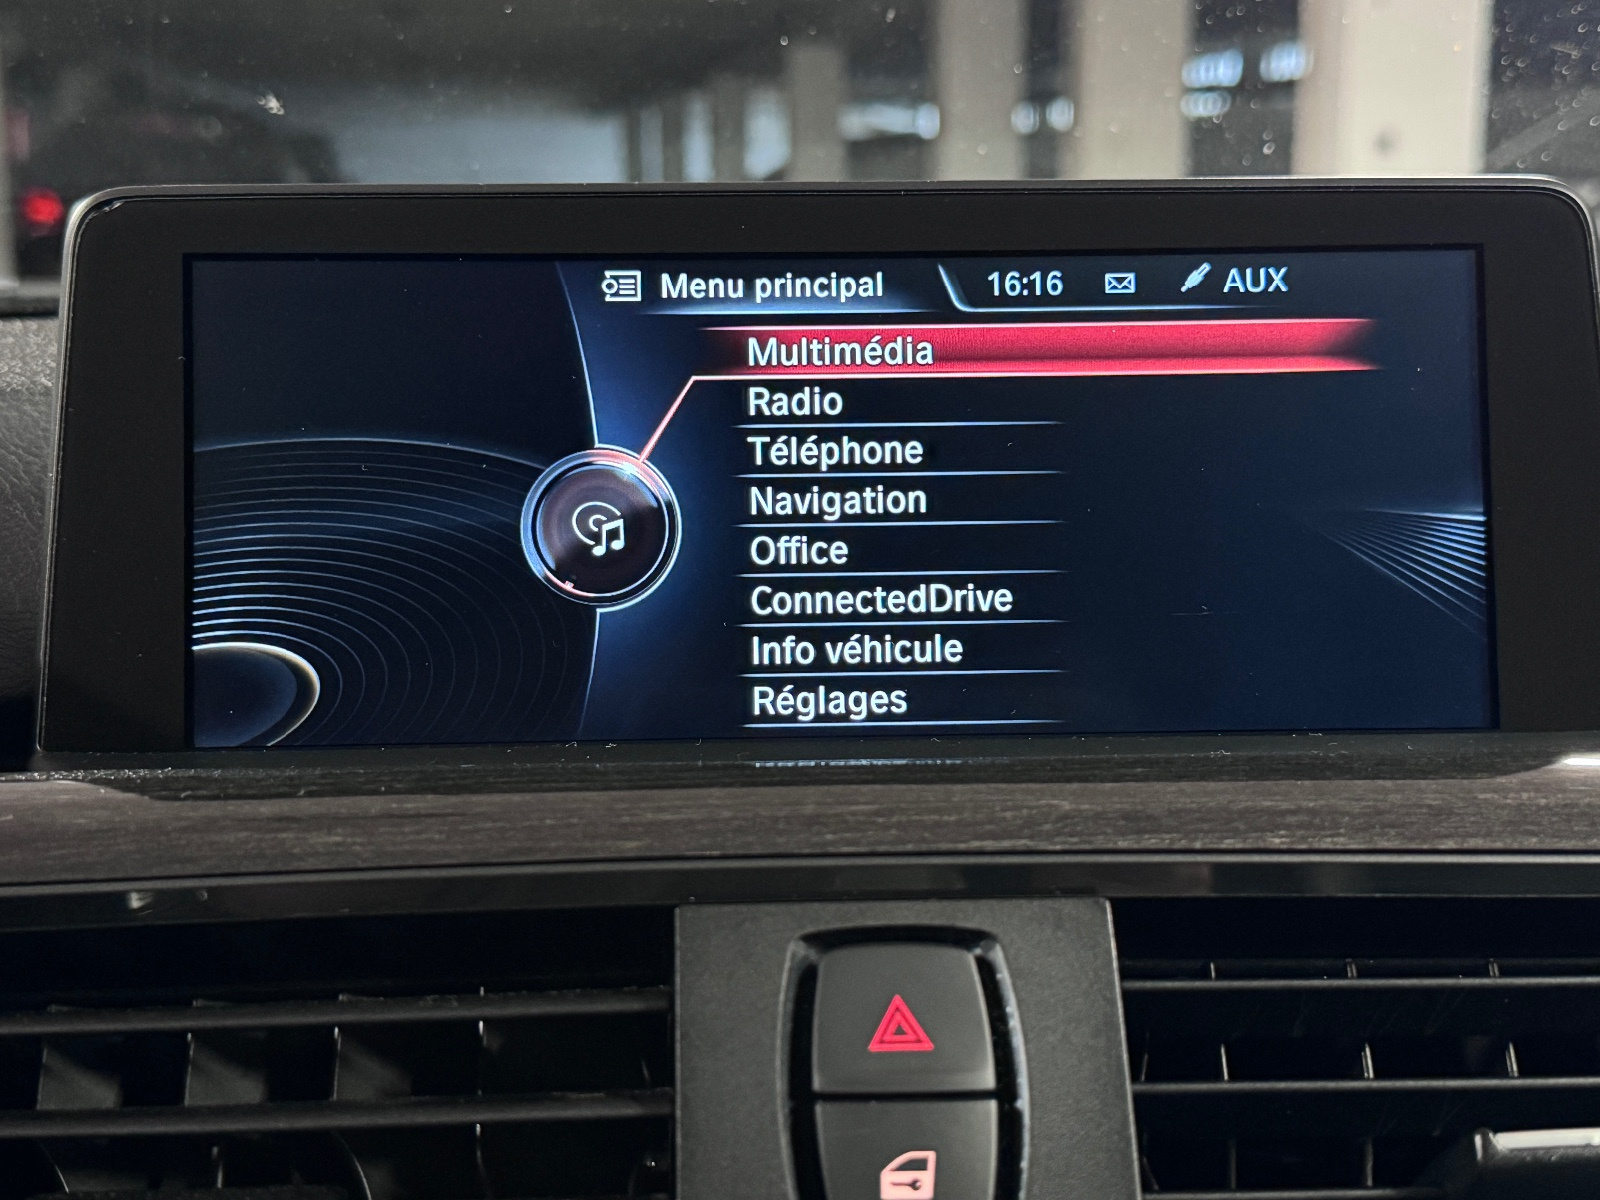 Menu principal
16:16
AUX
Multimédia
Radio
Téléphone
Navigation
Office
ConnectedDrive
Info véhicule
Réglages